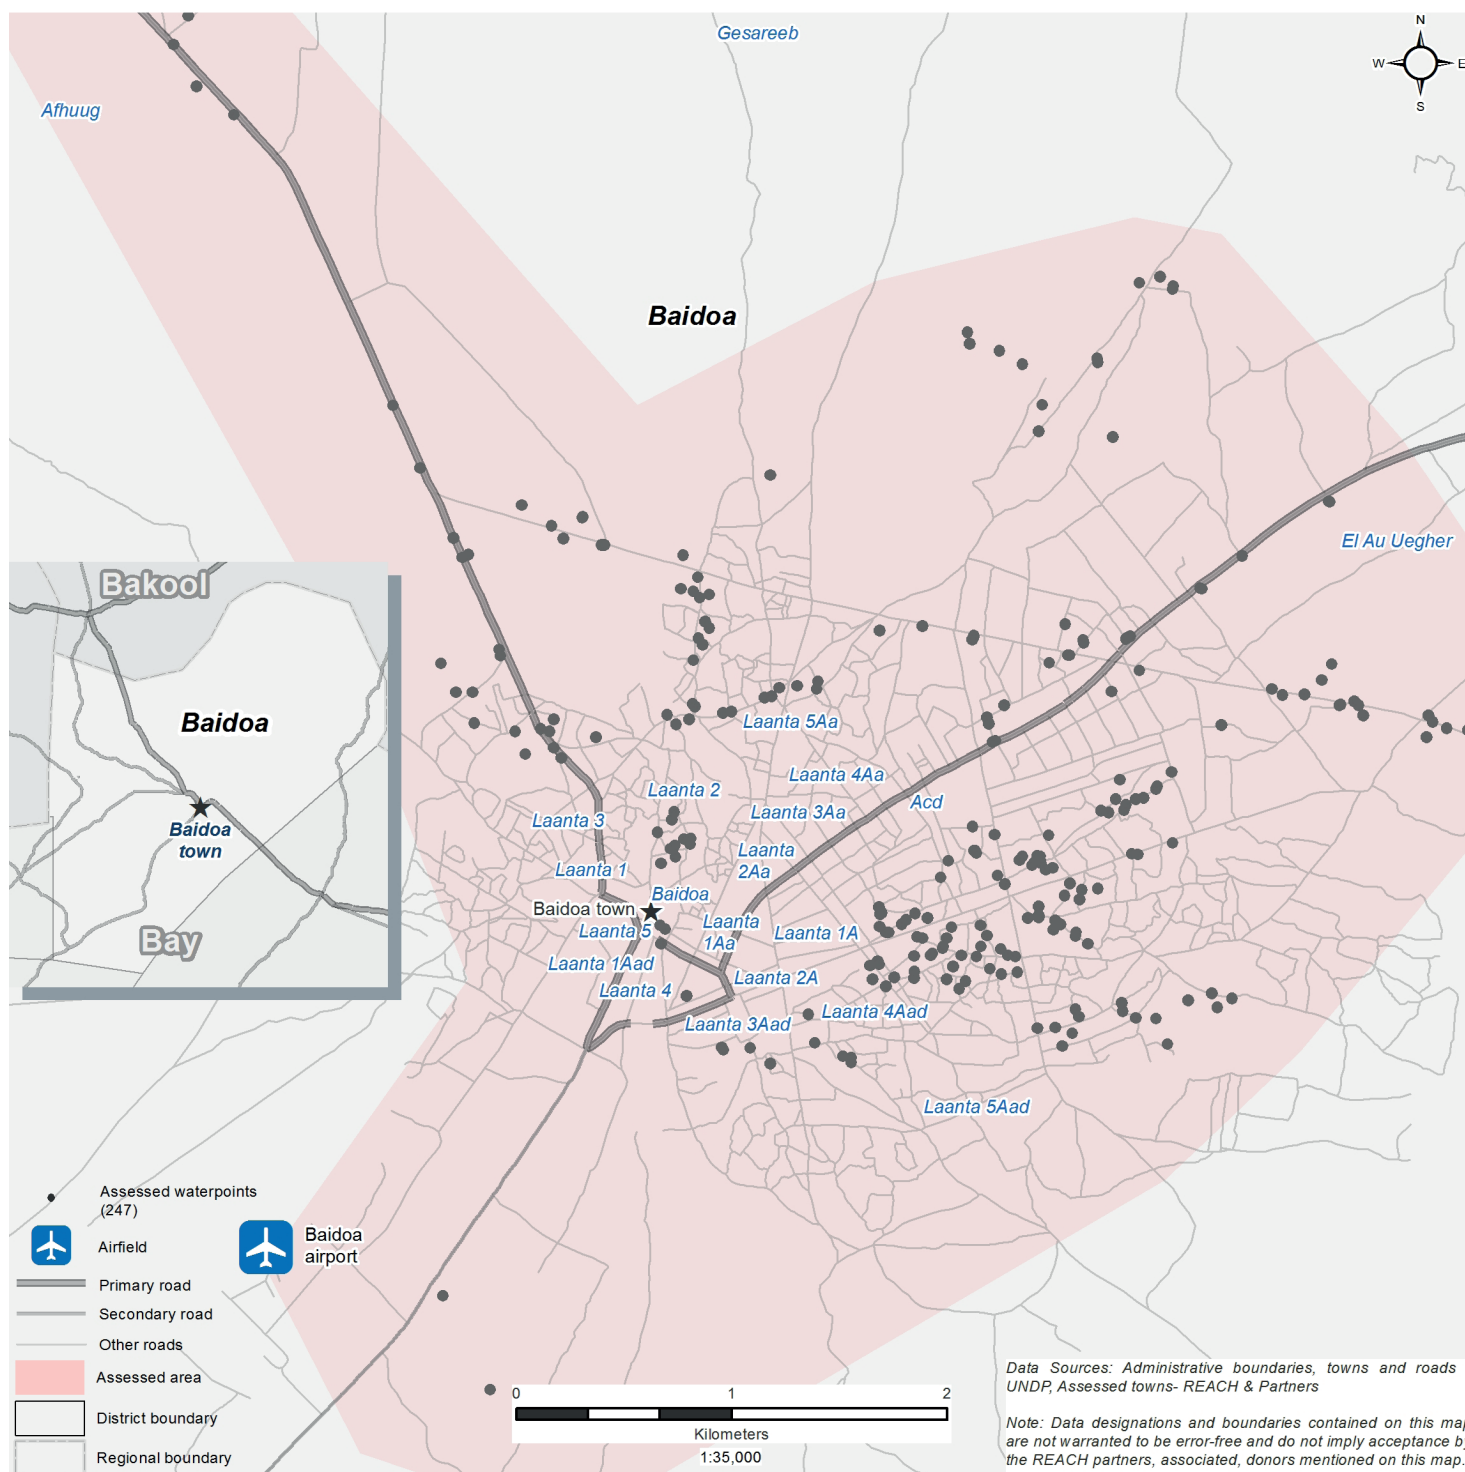 Gesareeb
N
W
E
S
Afhuug
Baidoa
El Au Uegher
Bakool
Baidoa
Baidoa
town
Bay
Laanta 5Aa
Laanta 4Aa
Laanta 2
Laanta 3
Laanta 3Aa
Acd
Laanta
2Aa
Laanta 1
Baidoa
Baidoa town
Laanta 5
Laanta
1Aa
Laanta 1A
Laanta 1Aad
Laanta 2A
Laanta 4
Laanta 4Aad
Laanta 3Aad
Laanta 5Aad
Assessed waterpoints
(247)
Airfield
Baidoa
airport
Primary road
Secondary road
Other roads
Assessed area
District boundary
Regional boundary
0 1 2
Kilometers
1:35,000
Data Sources: Administrative boundaries, towns and roads
UNDP, Assessed towns- REACH & Partners
Note: Data designations and boundaries contained on this map
are not warranted to be error-free and do not imply acceptance by
the REACH partners, associated, donors mentioned on this map.